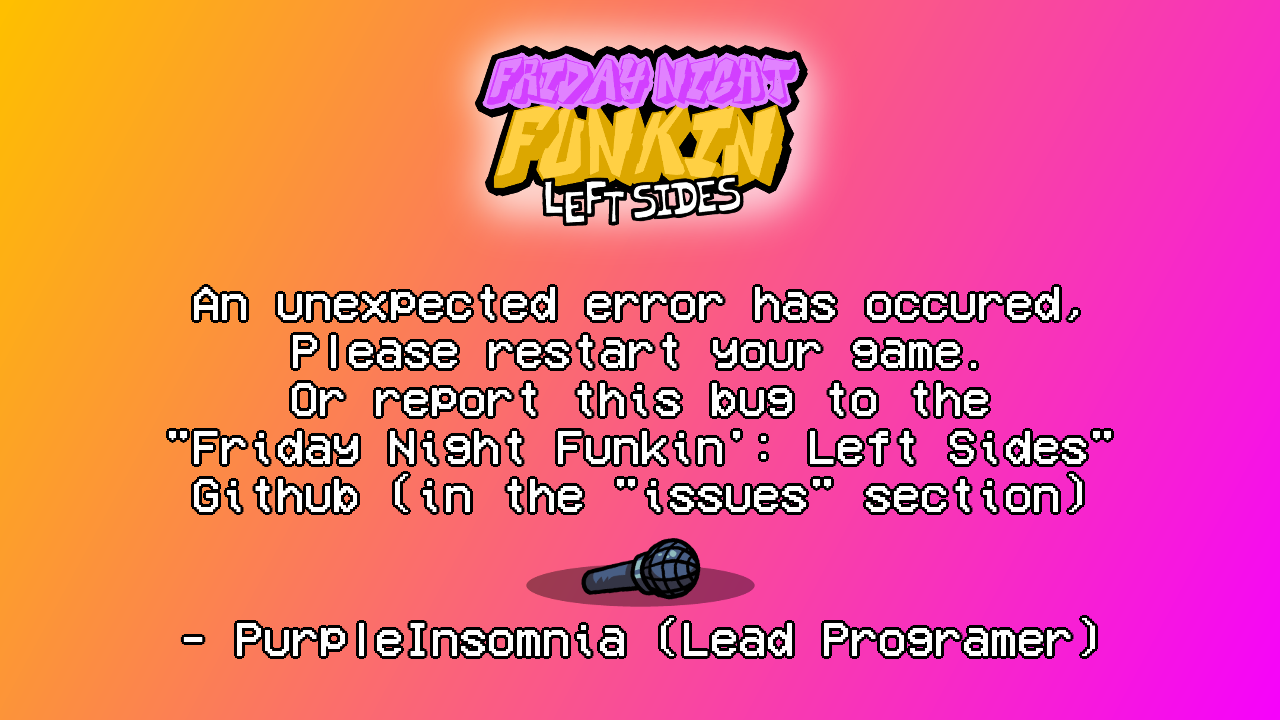 FRIDAY NIGHT
FUNKIN
LEFT SIDES
An unexpected error has occured,
Please restart your game.
Or report this bug to the
"Friday Night Funkin': Left Sides"
Github (in the "issues" section)
- PurpleInsomnia (Lead Programer)